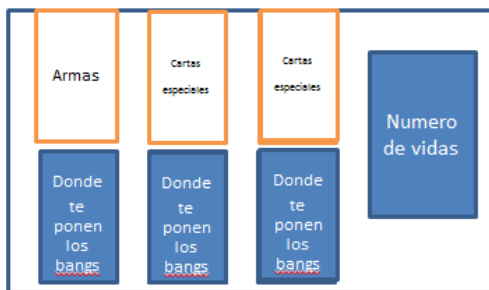 Armas
Cartas
especiales
Cartas
especiales
Numero
de vidas
Donde
te
ponen
los
bangs
Donde
te
ponen
los
bangs
Donde
te
ponen
los
bangs